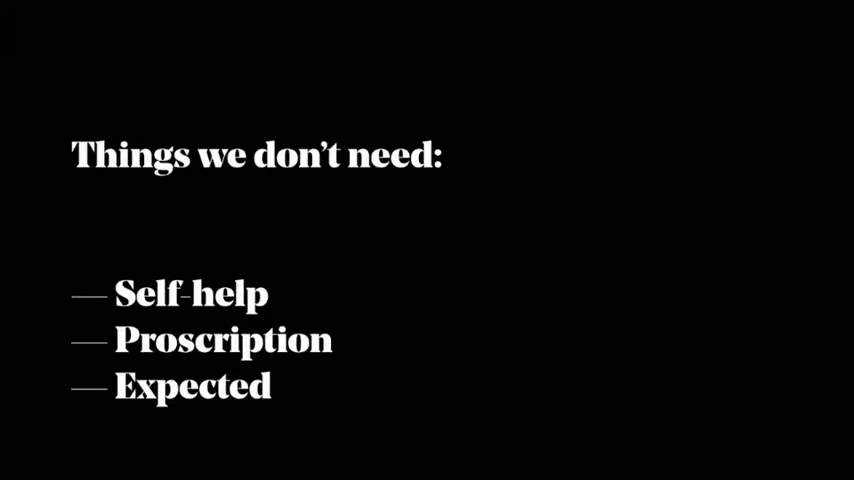 Things we don’t need:
— Self-help
— Proscription
— Expected